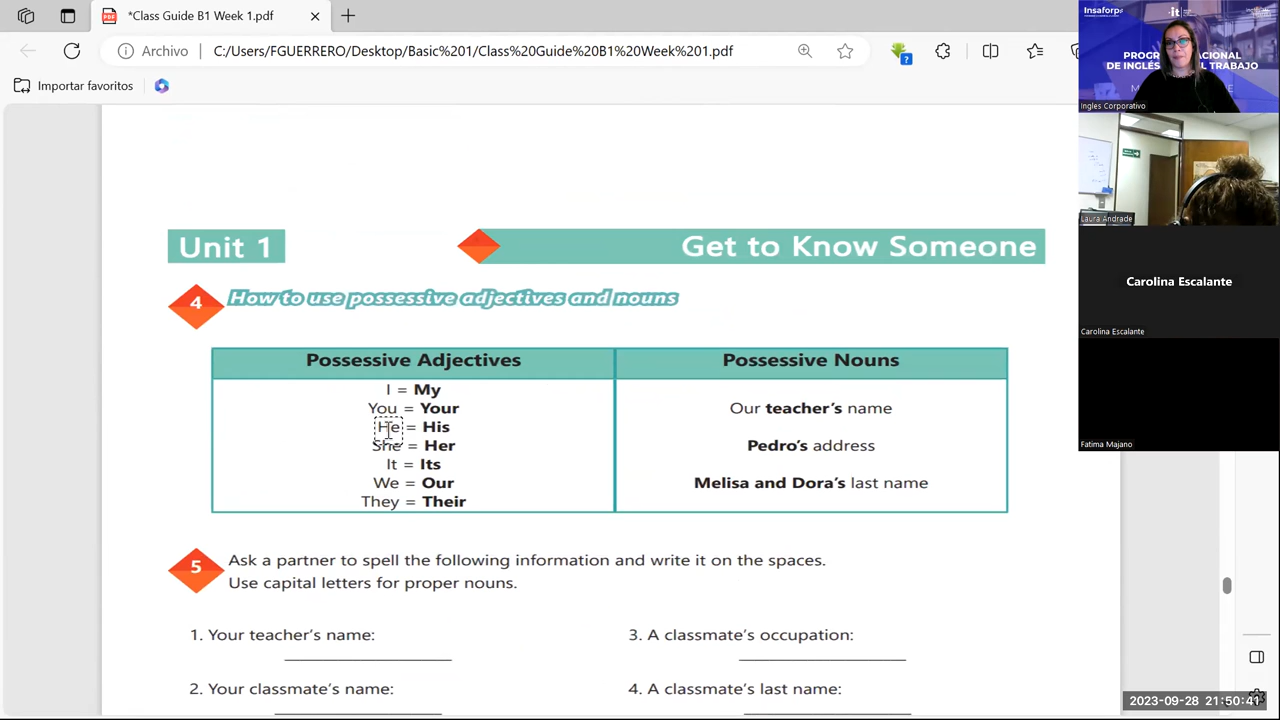 *Class Guide B1 Week 1.pdf
Archivo
C:/Users/FGUERRERO/Desktop/Basic%201/Class%20Guide%20B1%20Week%201.pdf
Importar favoritos
Unit 1
Get to Know Someone
4
How to use possessive adjectives and nouns
Possessive Adjectives
Possessive Nouns
I = My
You = Your
He = His
She = Her
It = Its
We = Our
They = Their
Our teacher's name
Pedro's address
Melisa and Dora's last name
5
Ask a partner to spell the following information and write it on the spaces.
Use capital letters for proper nouns.
1. Your teacher's name:
3. A classmate's occupation:
2. Your classmate's name:
4. A classmate's last name:
Insaforp
it
DE INGLÉS
L TRABAJO
Ingles Corporativo
Laura Andrade
Carolina Escalante
Carolina Escalante
Fatima Majano
2023-09-28 21:50:41